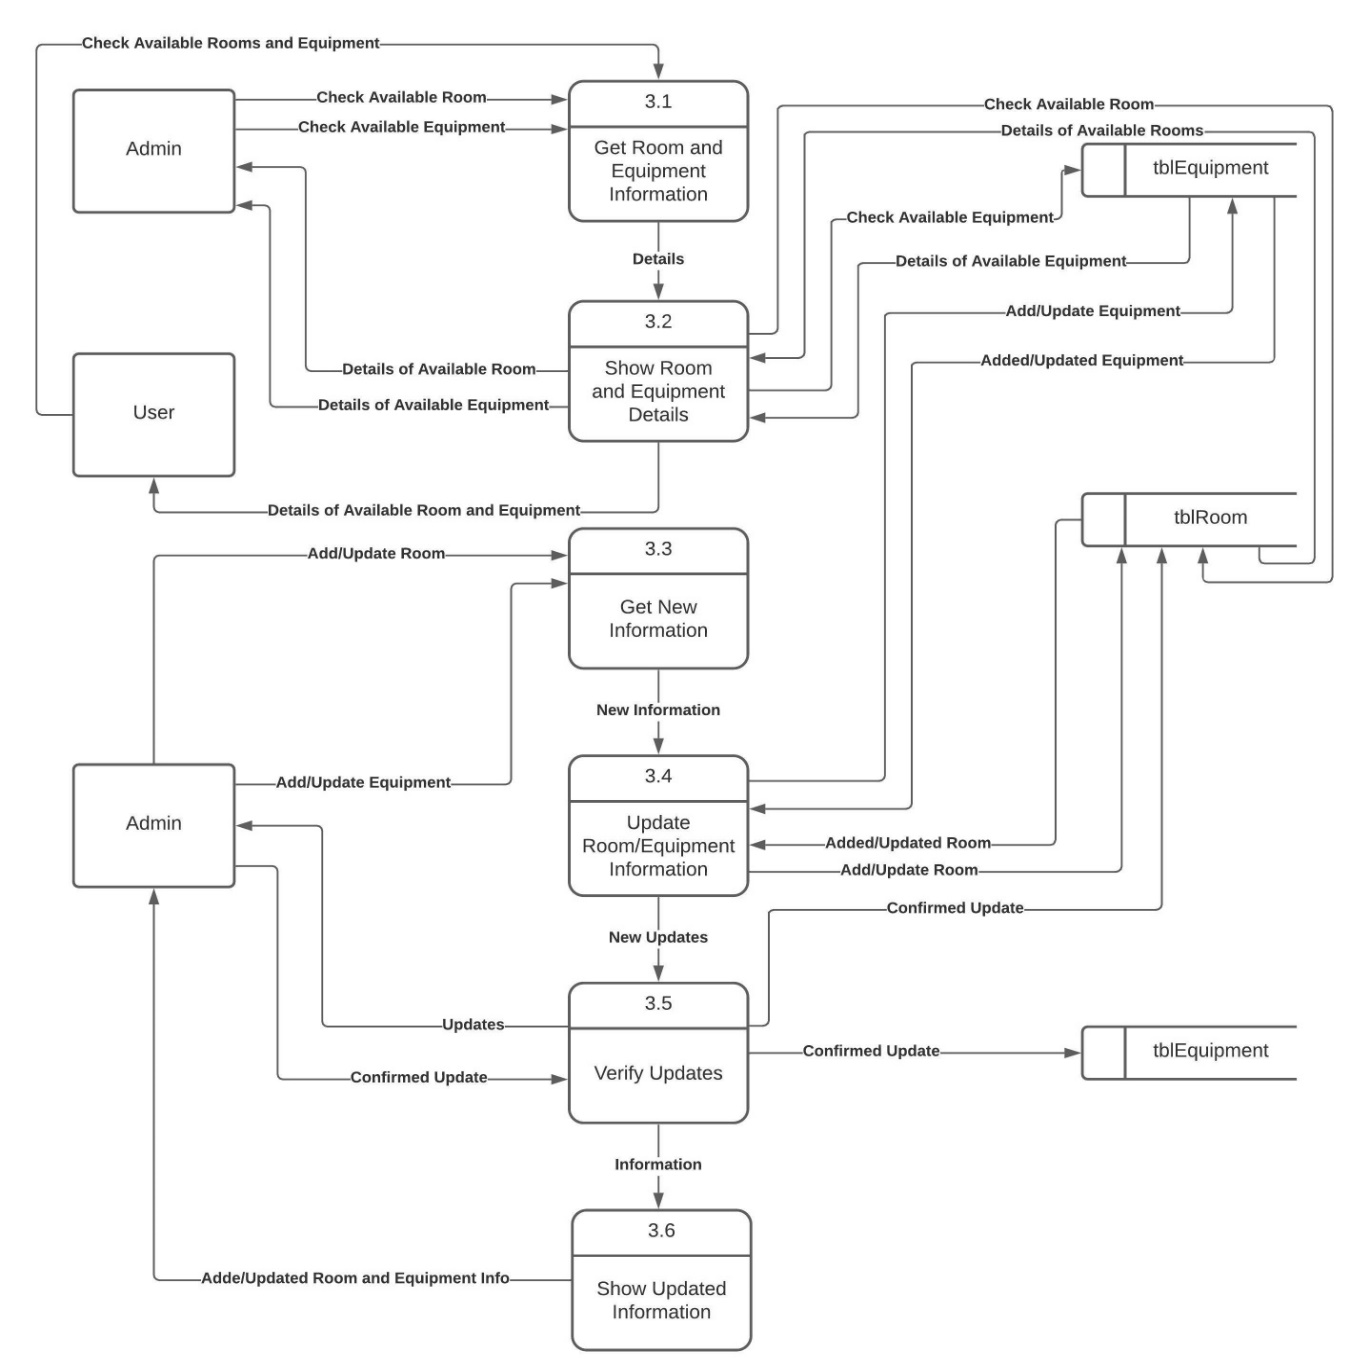 Check Available Rooms and Equipment
Check Available Room
Check Available Equipment
Admin
3.1
Get Room and
Equipment
Information
Check Available Room
Details of Available Rooms
tblEquipment
Check Available Equipment
Details of Available Equipment
Details
Add/Update Equipment
Added/Updated Equipment
3.2
Show Room
and Equipment
Details
Details of Available Room
Details of Available Equipment
User
Details of Available Room and Equipment
tblRoom
Add/Update Room
3.3
Get New
Information
New Information
Add/Update Equipment
Admin
3.4
Update
Room/Equipment
Information
Added/Updated Room
Add/Update Room
Confirmed Update
New Updates
3.5
Verify Updates
Updates
Confirmed Update
Confirmed Update
tblEquipment
Information
3.6
Show Updated
Information
Adde/Updated Room and Equipment Info